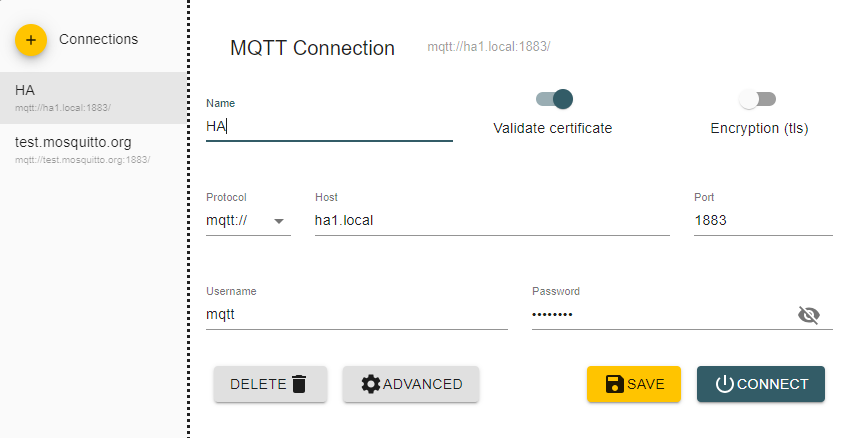 Connections
HA
mqtt://ha1.local:1883/
test.mosquitto.org
mqtt://test.mosquitto.org:1883/
MQTT Connection mqtt://ha1.local:1883/
Name
HA
Validate certificate Encryption (tls)
Protocol Host Port
mqtt:// ha1.local 1883
Username Password
mqtt ••••••••
DELETE ADVANCED SAVE CONNECT